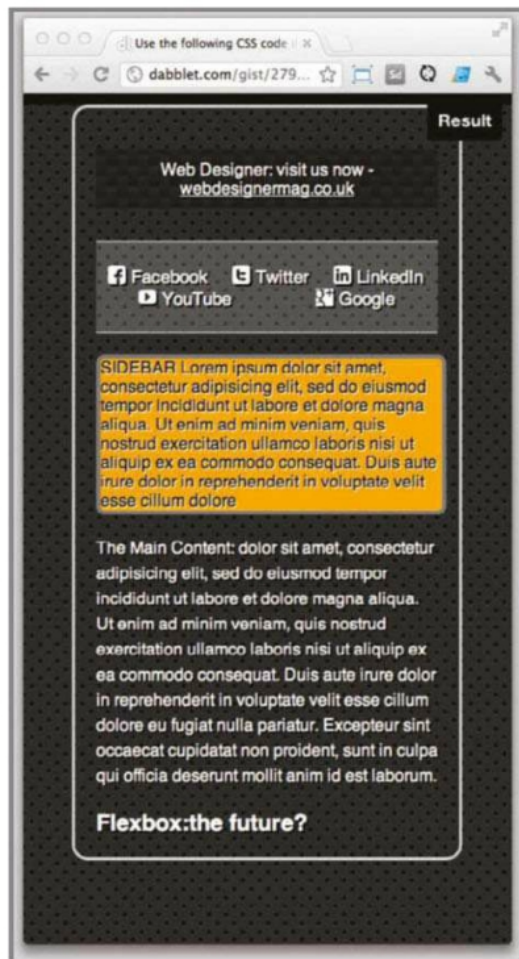 Use the following CSS code
dabblet.com/gist/279...
Result
Web Designer: visit us now -
webdesignermag.co.uk
Facebook Twitter LinkedIn
YouTube Google
SIDEBAR Lorem ipsum dolor sit amet,
consectetur adipisicing elit, sed do eiusmod
tempor incididunt ut labore et dolore magna
aliqua. Ut enim ad minim veniam, quis
nostrud exercitation ullamco laboris nisi ut
aliquip ex ea commodo consequat. Duis aute
irure dolor in reprehenderit in voluptate velit
esse cillum dolore
The Main Content: dolor sit amet, consectetur
adipisicing elit, sed do eiusmod tempor
incididunt ut labore et dolore magna aliqua.
Ut enim ad minim veniam, quis nostrud
exercitation ullamco laboris nisi ut aliquip ex
ea commodo consequat. Duis aute irure dolor
in reprehenderit in voluptate velit esse cillum
dolore eu fugiat nulla pariatur. Excepteur sint
occaecat cupidatat non proident, sunt in culpa
qui officia deserunt mollit anim id est laborum.
Flexbox:the future?